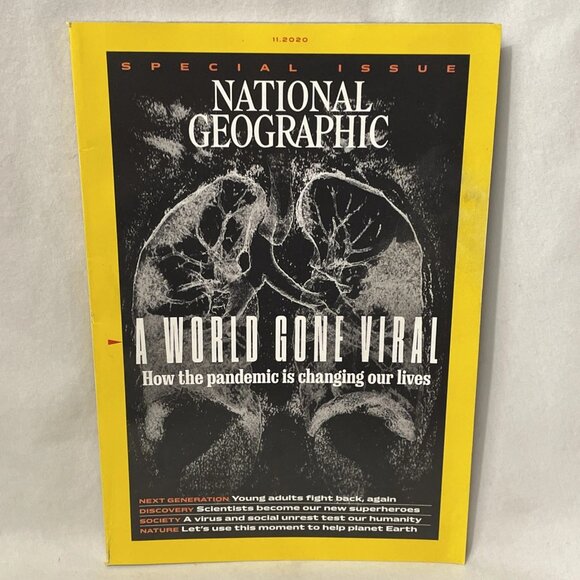 11.2020
SPECIAL ISSUE
NATIONAL
GEOGRAPHIC
A WORLD GONE VIRAL
How the pandemic is changing our lives
NEXT GENERATION Young adults fight back, again
DISCOVERY Scientists become our new superheroes
SOCIETY A virus and social unrest test our humanity
NATURE Let's use this moment to help planet Earth